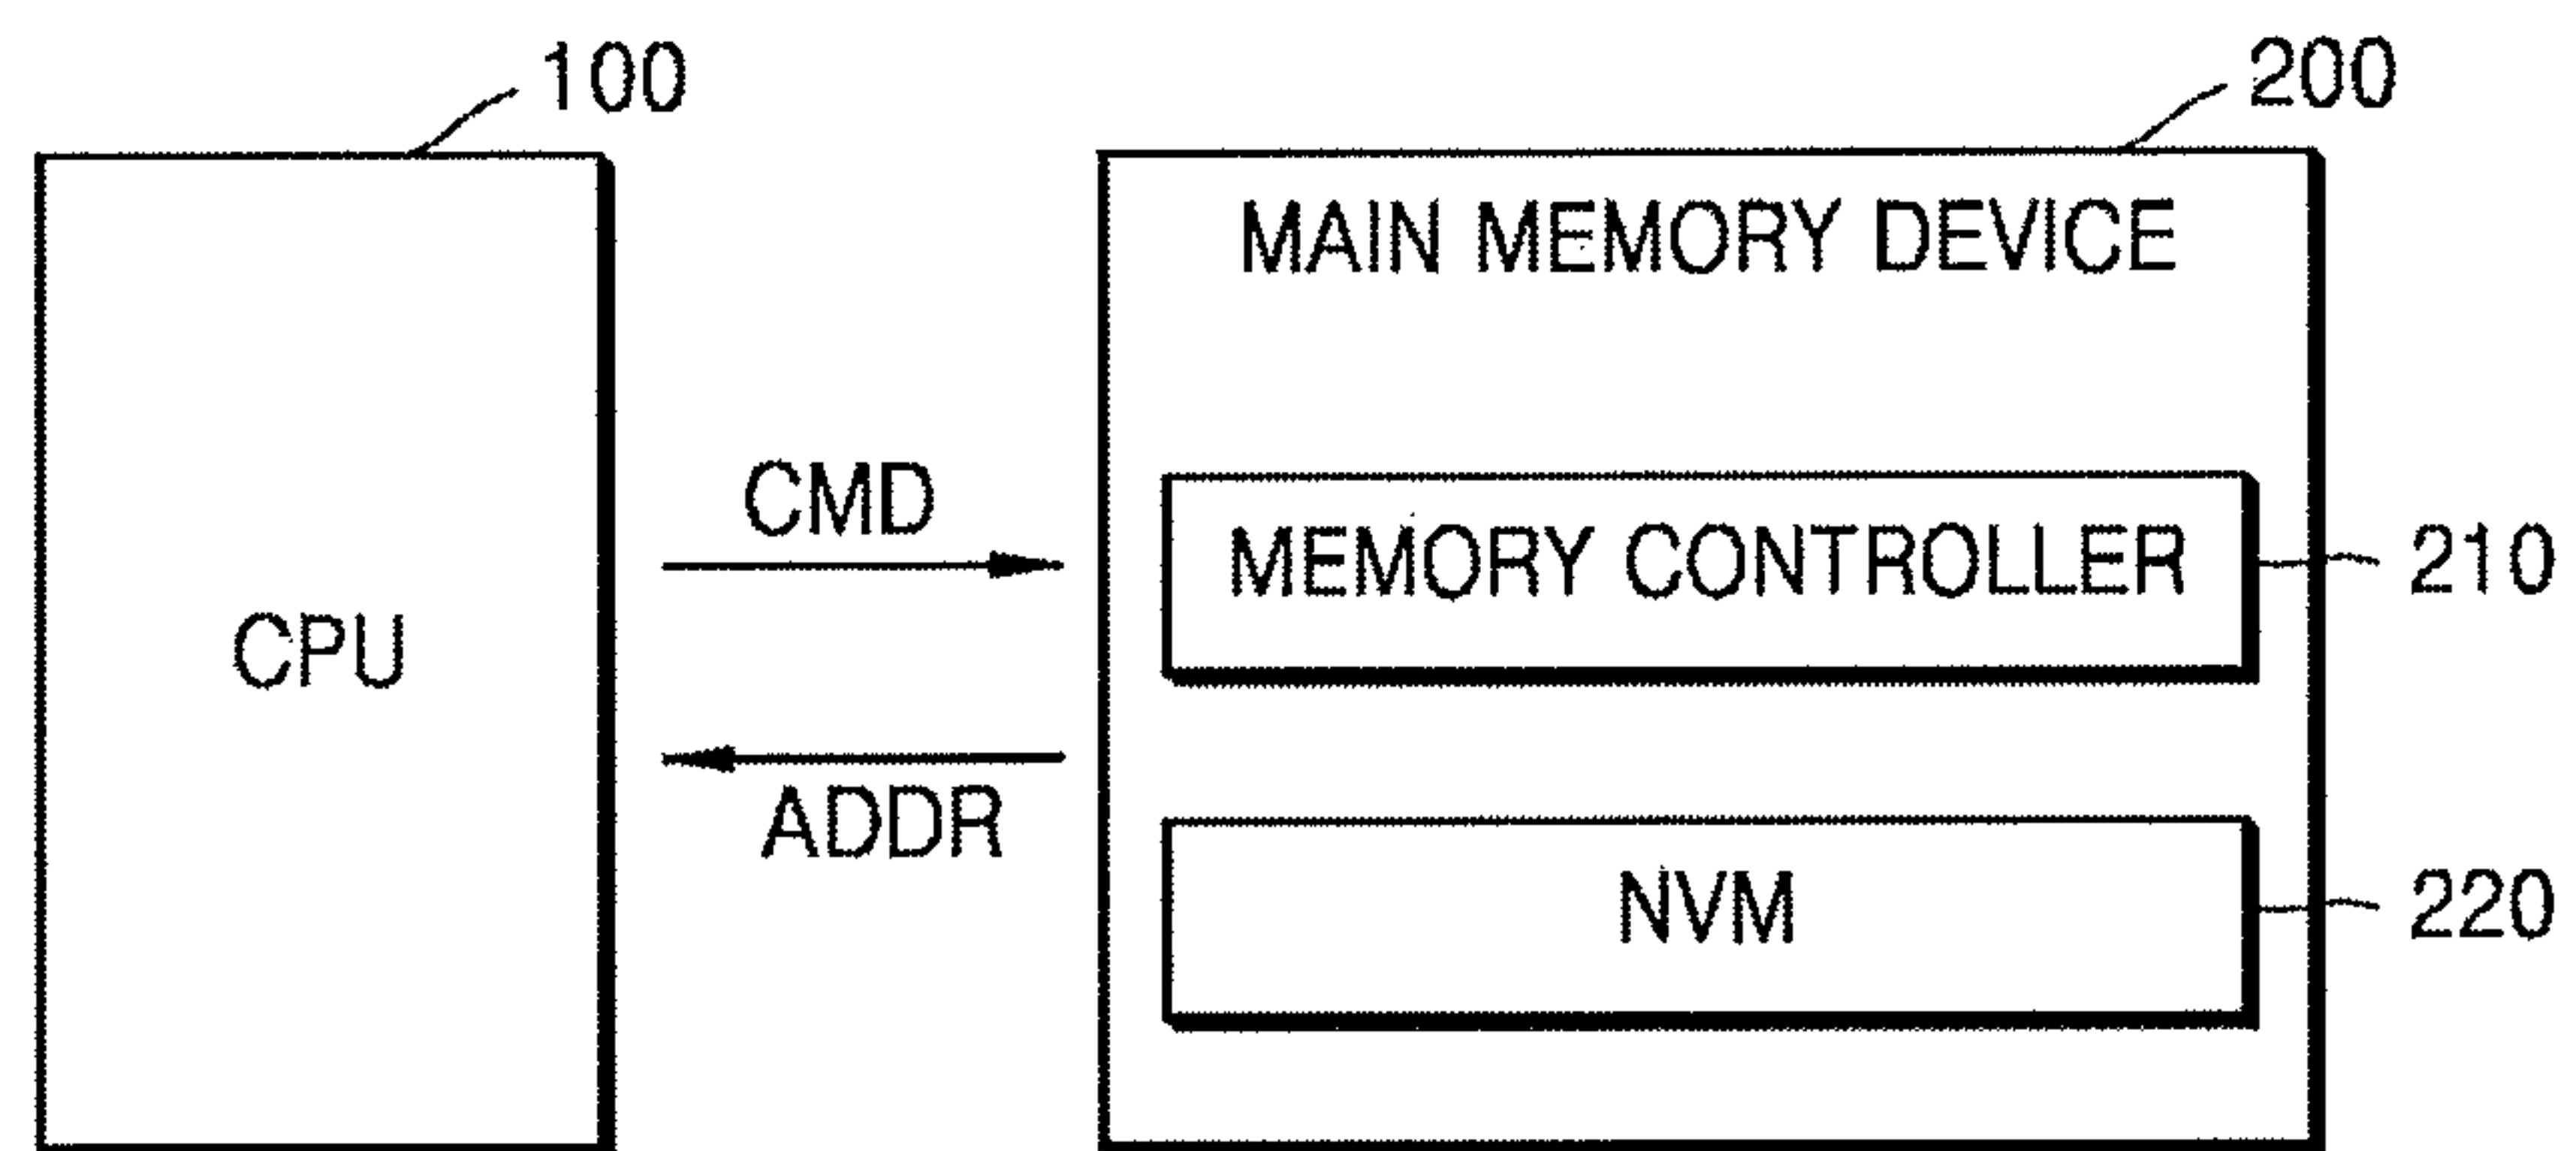 100
200
MAIN MEMORY DEVICE
CMD
MEMORY CONTROLLER
210
CPU
ADDR
NVM
220